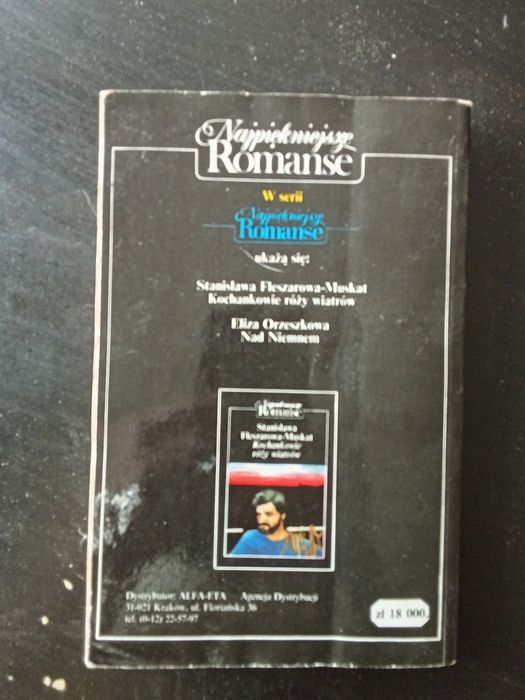 Najpiękniejsze
Romanse
W serii
Najpiękniejsze
Romanse
ukażą się:
Stanisława Fleszarowa-Muskat
Kochankowie róży wiatrów
Eliza Orzeszkowa
Nad Niemnem
Najpiękniejsze
Romanse
Stanisława
Fleszarowa-Muskat
Kochankowie
róży wiatrów
Dystrybutor: ALFA-ETA Agencja Dystrybucji
31-021 Kraków, ul. Floriańska 36
tel. (0-12) 22-57-97
zł 18 000,